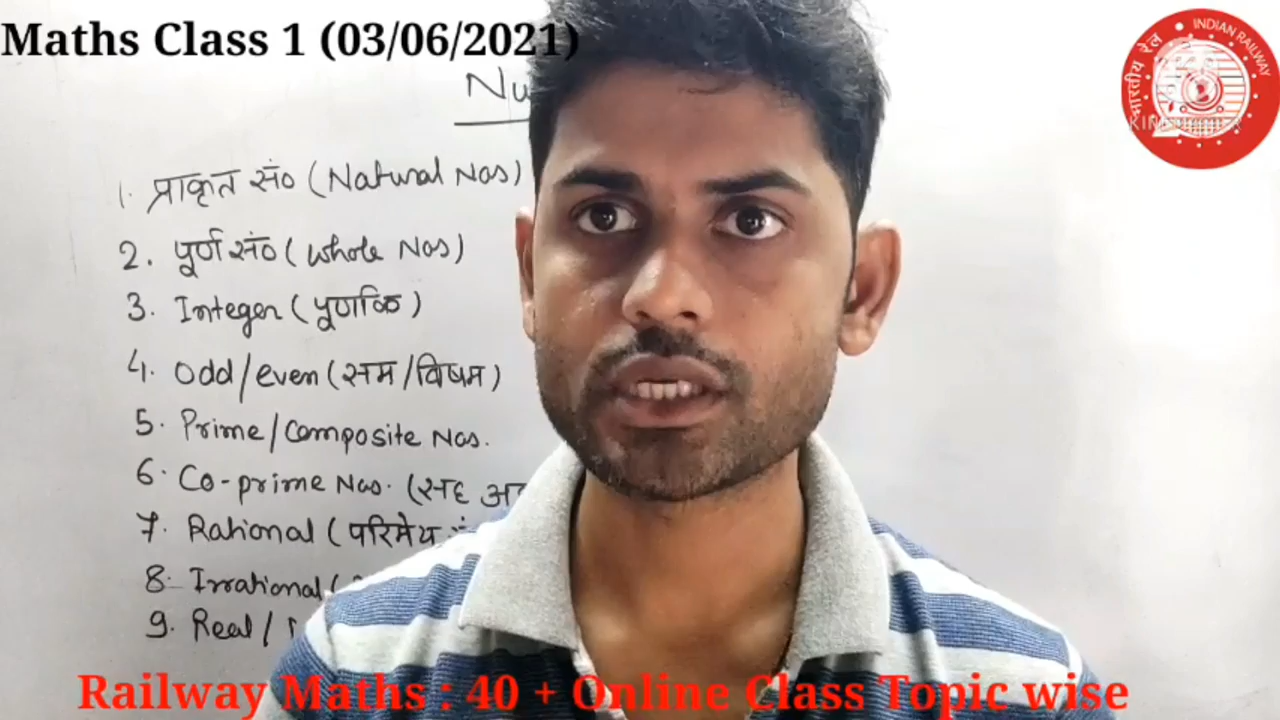 Maths Class 1 (03/06/2021)
भारतीय रेल • INDIAN RAILWAY
1. प्राकृत सं० (Natural Nos)
2. पूर्ण सं० (Whole Nos)
3. Integer (पूर्णांक)
4. Odd/even (सम/विषम)
5. Prime/Composite Nos.
6. Co-prime Nos. (सह
7. Rational (परिमेय
8. Irrational (
9. Real /
Railway Maths : 40 + Online Class Topic wise